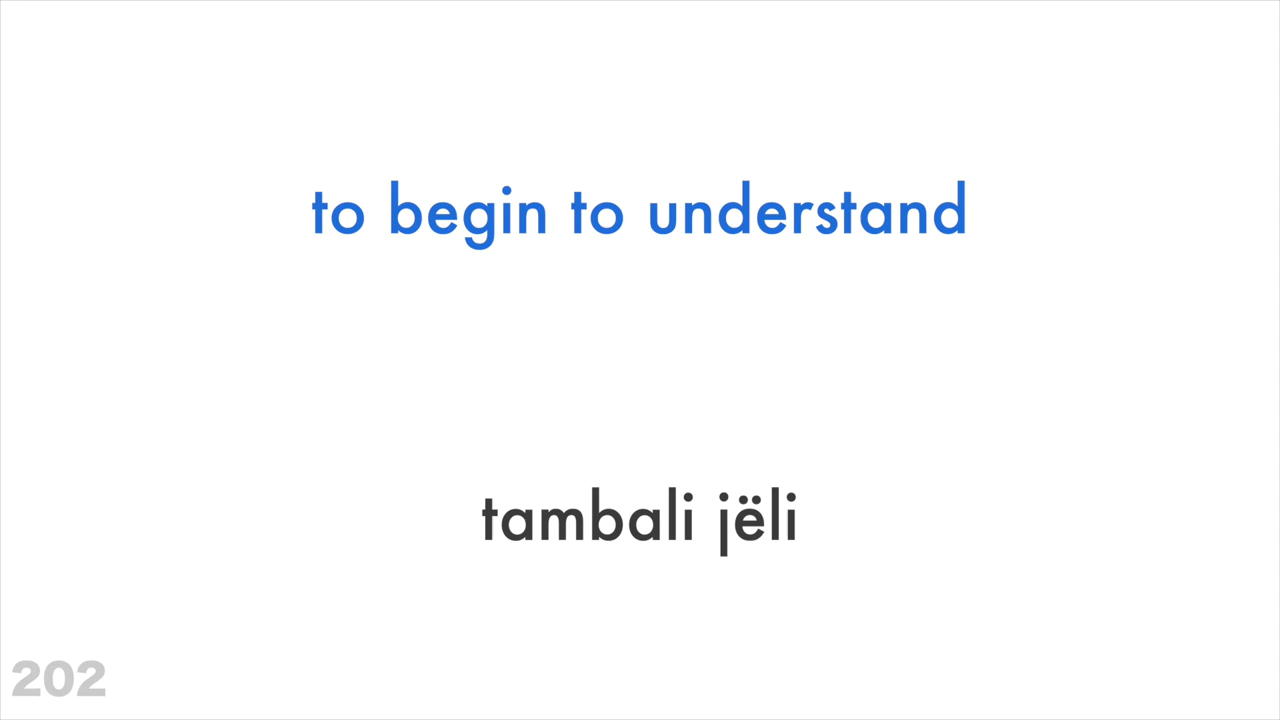 to begin to understand
tambali jëli
202